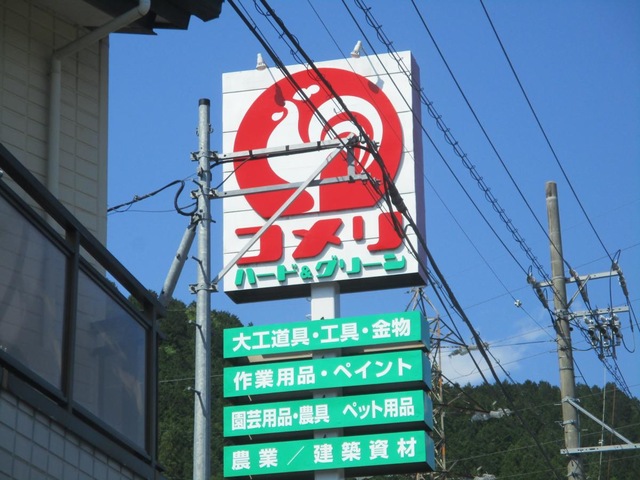 コメリ
ハード&グリーン
大工道具・工具・金物
作業用品・ペイント
園芸用品・農具 ペット用品
農業／建築資材